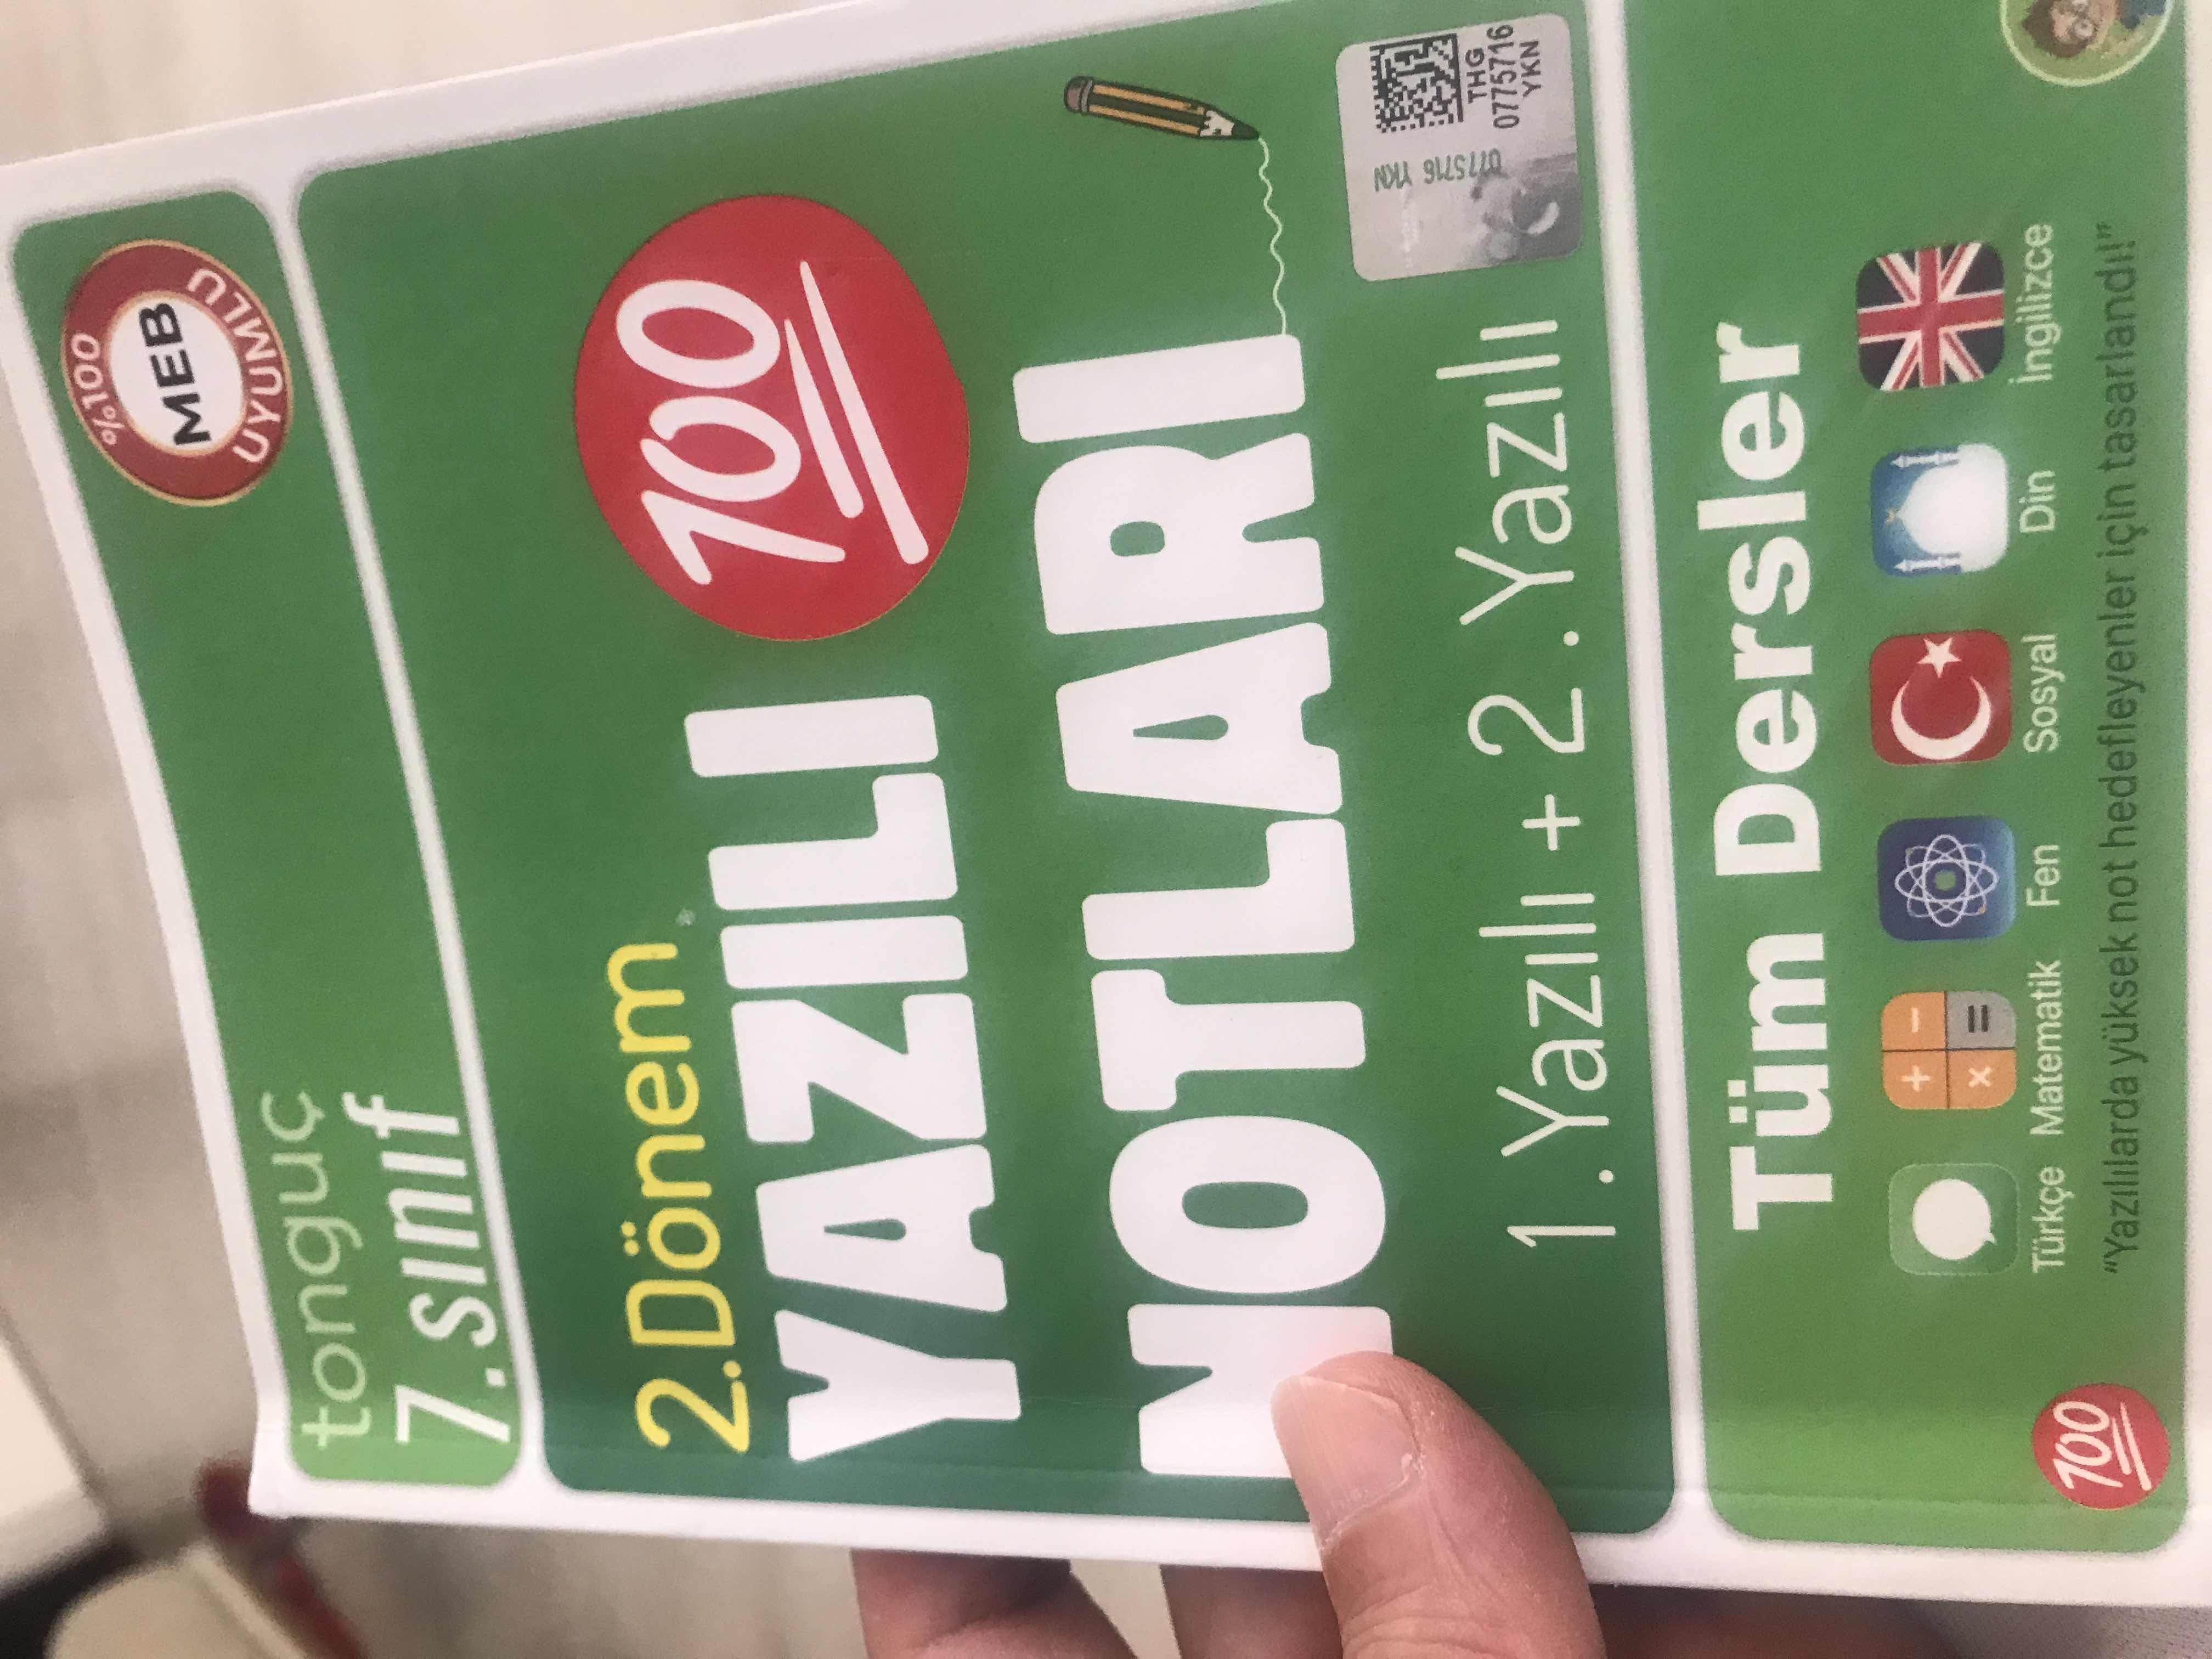 %100
MEB
UYUMLU
tonguç
7.sınıf
2.Dönem
YAZILI 100
NOTLARI
THG
0775716
YKN
0775716 YKN
1.Yazılı + 2.Yazılı
Tüm Dersler
Türkçe Matematik Fen Sosyal Din İngilizce
"Yazılılarda yüksek not hedefleyenler için tasarlandı!"
100